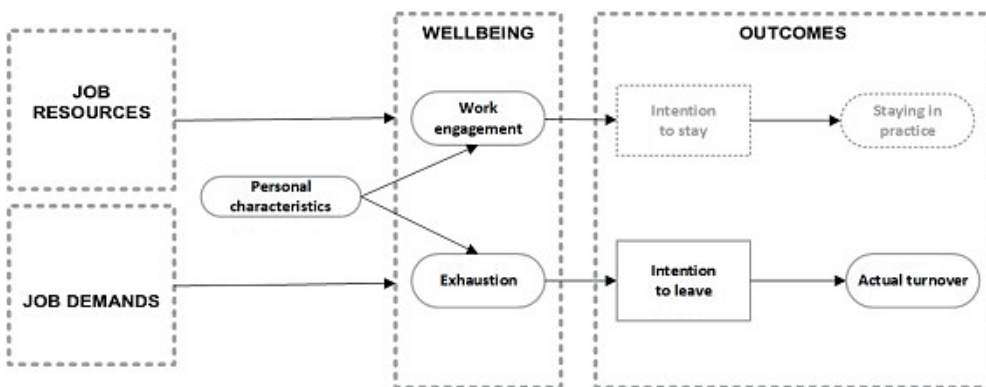 JOB
RESOURCES
JOB DEMANDS
Personal
characteristics
WELLBEING
Work
engagement
Exhaustion
OUTCOMES
Intention
to stay
Staying in
practice
Intention
to leave
Actual turnover